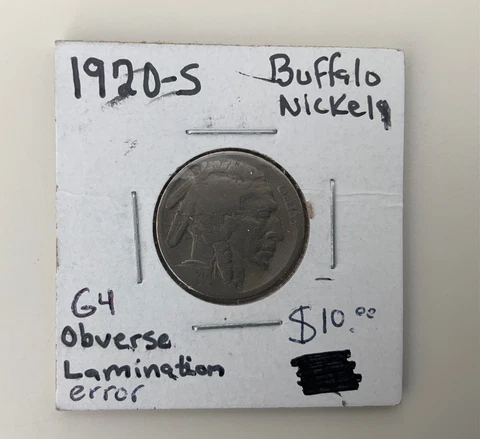 1920-S
Buffalo
Nickel
G4
Obverse
Lamination
error
$10.00